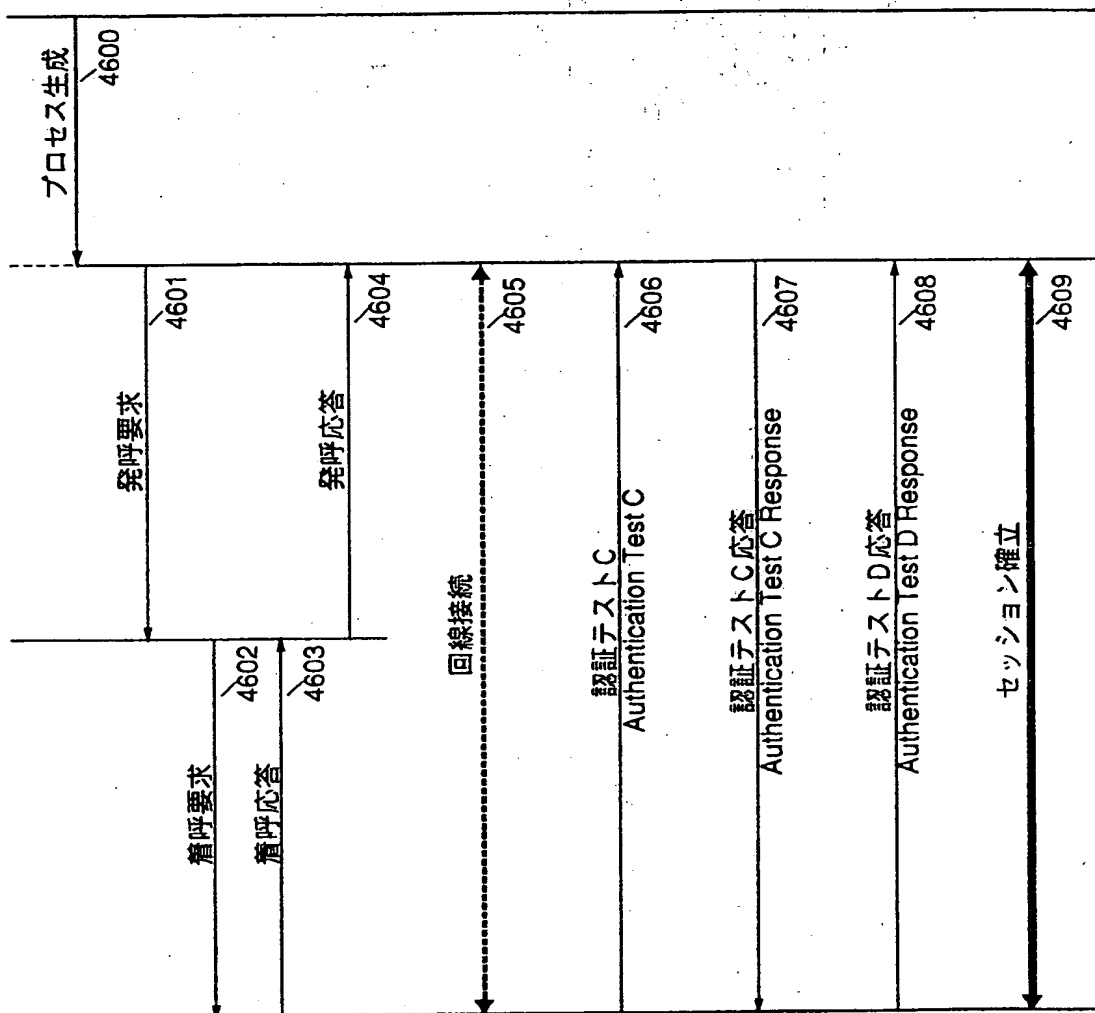 プロセス生成
4600
4601
発呼要求
4602
着呼要求
4603
着呼応答
4604
発呼応答
4605
回線接続
4606
認証テストC
Authentication Test C
4607
認証テストC応答
Authentication Test C Response
4608
認証テストD応答
Authentication Test D Response
4609
セッション確立